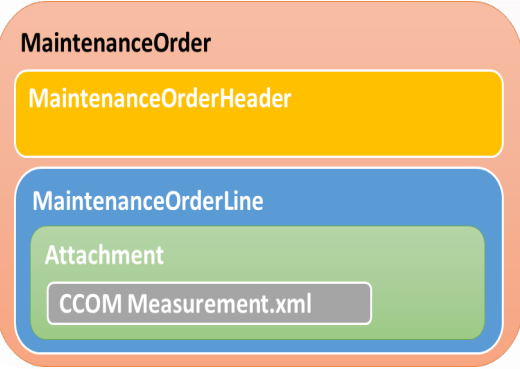 MaintenanceOrder
MaintenanceOrderHeader
MaintenanceOrderLine
Attachment
CCOM Measurement.xml